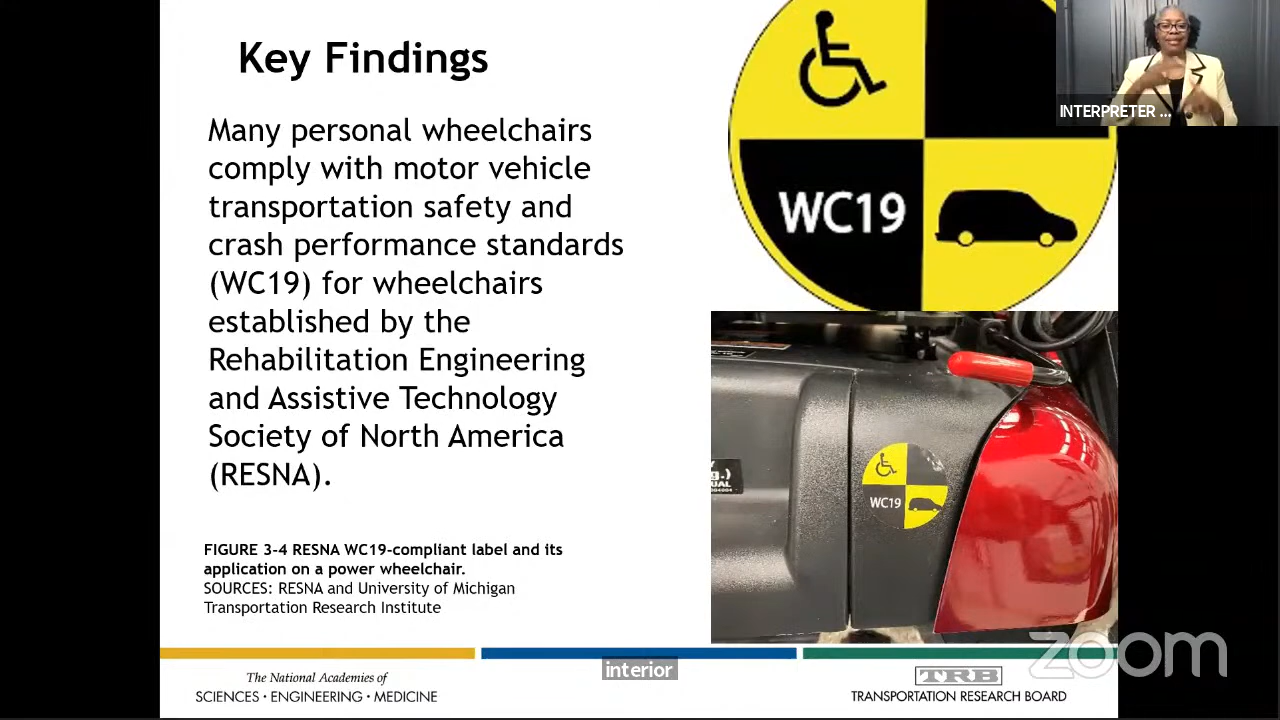 Key Findings
Many personal wheelchairs
comply with motor vehicle
transportation safety and
crash performance standards
(WC19) for wheelchairs
established by the
Rehabilitation Engineering
and Assistive Technology
Society of North America
(RESNA).
FIGURE 3-4 RESNA WC19-compliant label and its
application on a power wheelchair.
SOURCES: RESNA and University of Michigan
Transportation Research Institute
WC19
WC19
INTERPRETER ...
interior
The National Academies of
SCIENCES · ENGINEERING · MEDICINE
TRB
TRANSPORTATION RESEARCH BOARD
zoom